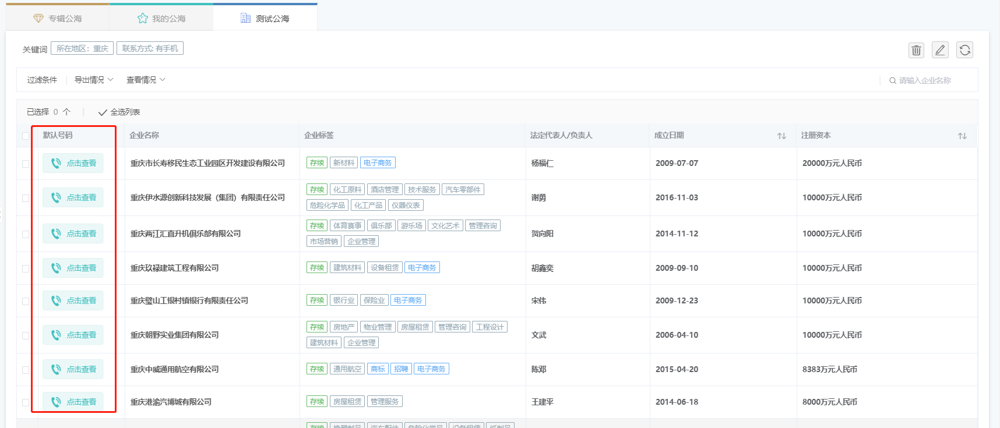 专辑公海 我的公海 测试公海
关键词 所在地区：重庆 联系方式: 有手机
过滤条件 导出情况 查看情况 请输入企业名称
已选择 0 个 全选列表
默认号码 企业名称 企业标签 法定代表人/负责人 成立日期 注册资本
点击查看 重庆市长寿移民生态工业园区开发建设有限公司 存续 新材料 电子商务 杨福仁 2009-07-07 20000万元人民币
点击查看 重庆伊水源创新科技发展（集团）有限责任公司 存续 化工原料 酒店管理 技术服务 汽车零部件 谢勇 2016-11-03 10000万元人民币
危险化学品 化工产品 仪器仪表
点击查看 重庆两江汇直升机俱乐部有限公司 存续 体育赛事 俱乐部 游乐场 文化艺术 管理咨询 贺向阳 2014-11-12 10000万元人民币
市场营销 企业管理
点击查看 重庆玖禄建筑工程有限公司 存续 建筑材料 设备租赁 电子商务 胡鑫奕 2009-09-10 10000万元人民币
点击查看 重庆璧山工银村镇银行有限责任公司 存续 银行业 保险业 电子商务 宋伟 2009-12-23 10000万元人民币
点击查看 重庆朝野实业集团有限公司 存续 房地产 物业管理 房屋租赁 管理咨询 工程设计 文武 2006-04-10 10000万元人民币
建筑材料 企业管理
点击查看 重庆中威通用航空有限公司 存续 通用航空 商标 招聘 电子商务 陈邓 2015-04-20 8383万元人民币
点击查看 重庆港渝汽博城有限公司 存续 房屋租赁 管理服务 王建平 2014-06-18 8000万元人民币
存续 橡塑制品 汽车配件 危险化学品 设备租赁 纸制品